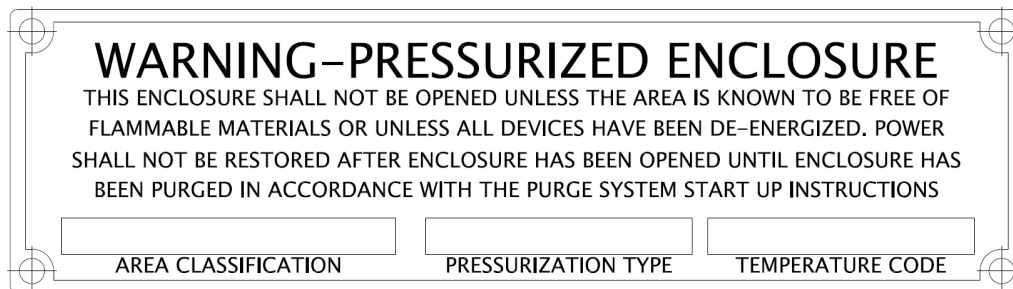 WARNING–PRESSURIZED ENCLOSURE
THIS ENCLOSURE SHALL NOT BE OPENED UNLESS THE AREA IS KNOWN TO BE FREE OF
FLAMMABLE MATERIALS OR UNLESS ALL DEVICES HAVE BEEN DE–ENERGIZED. POWER
SHALL NOT BE RESTORED AFTER ENCLOSURE HAS BEEN OPENED UNTIL ENCLOSURE HAS
BEEN PURGED IN ACCORDANCE WITH THE PURGE SYSTEM START UP INSTRUCTIONS
AREA CLASSIFICATION PRESSURIZATION TYPE TEMPERATURE CODE